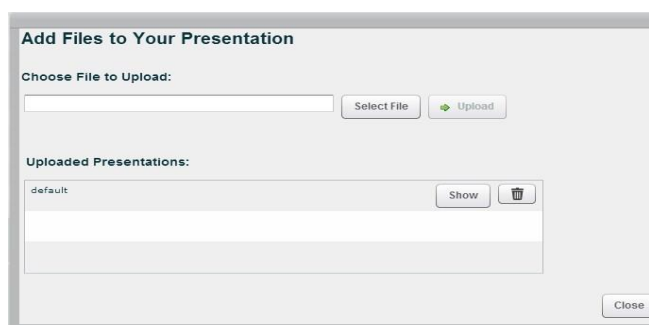 Add Files to Your Presentation
Choose File to Upload:
Select File Upload
Uploaded Presentations:
default Show
Close